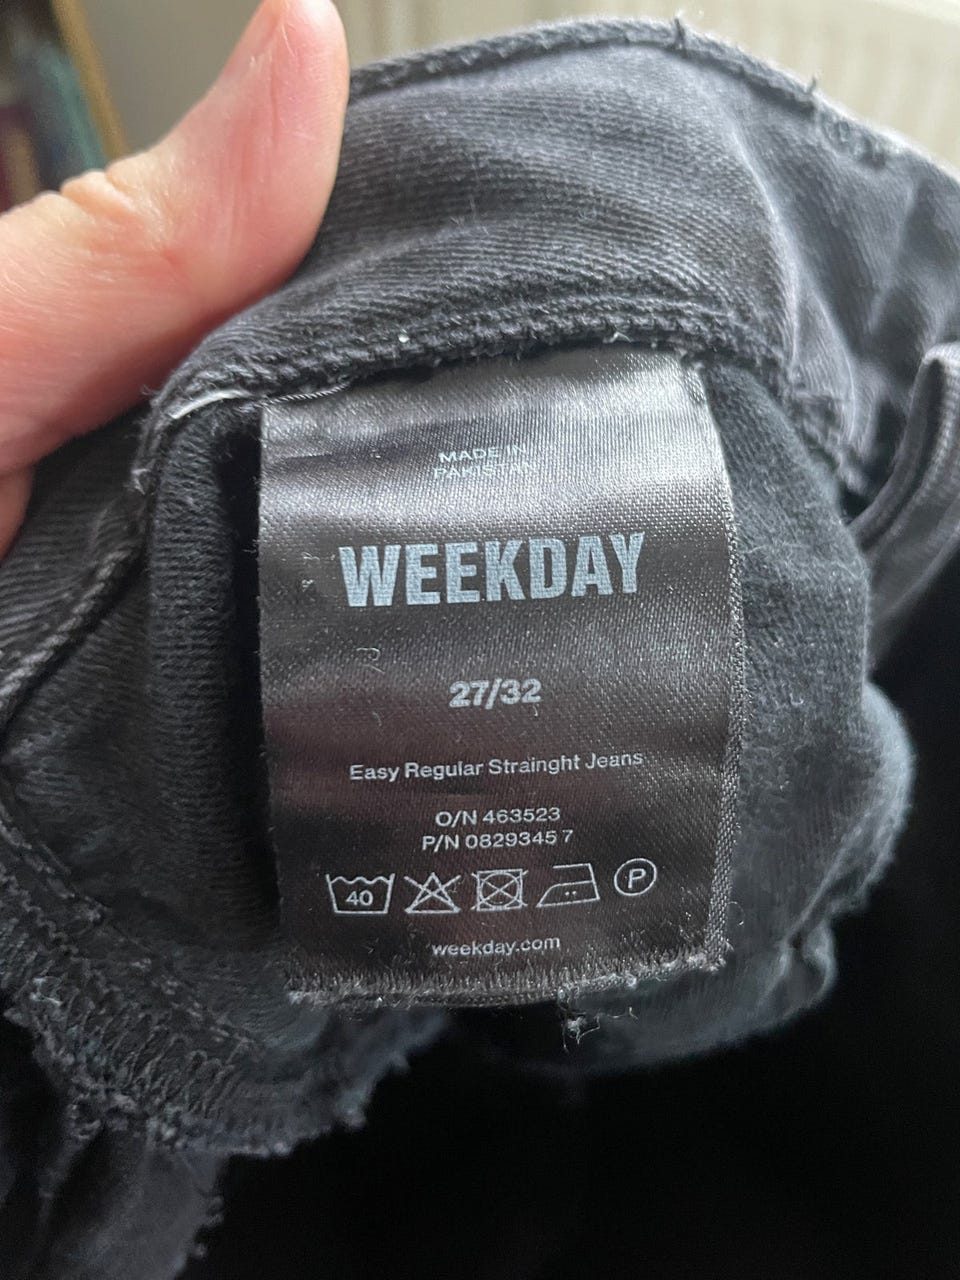 MADE IN
PAKISTAN
WEEKDAY
27/32
Easy Regular Strainght Jeans
O/N 463523
P/N 0829345 7
40
P
weekday.com